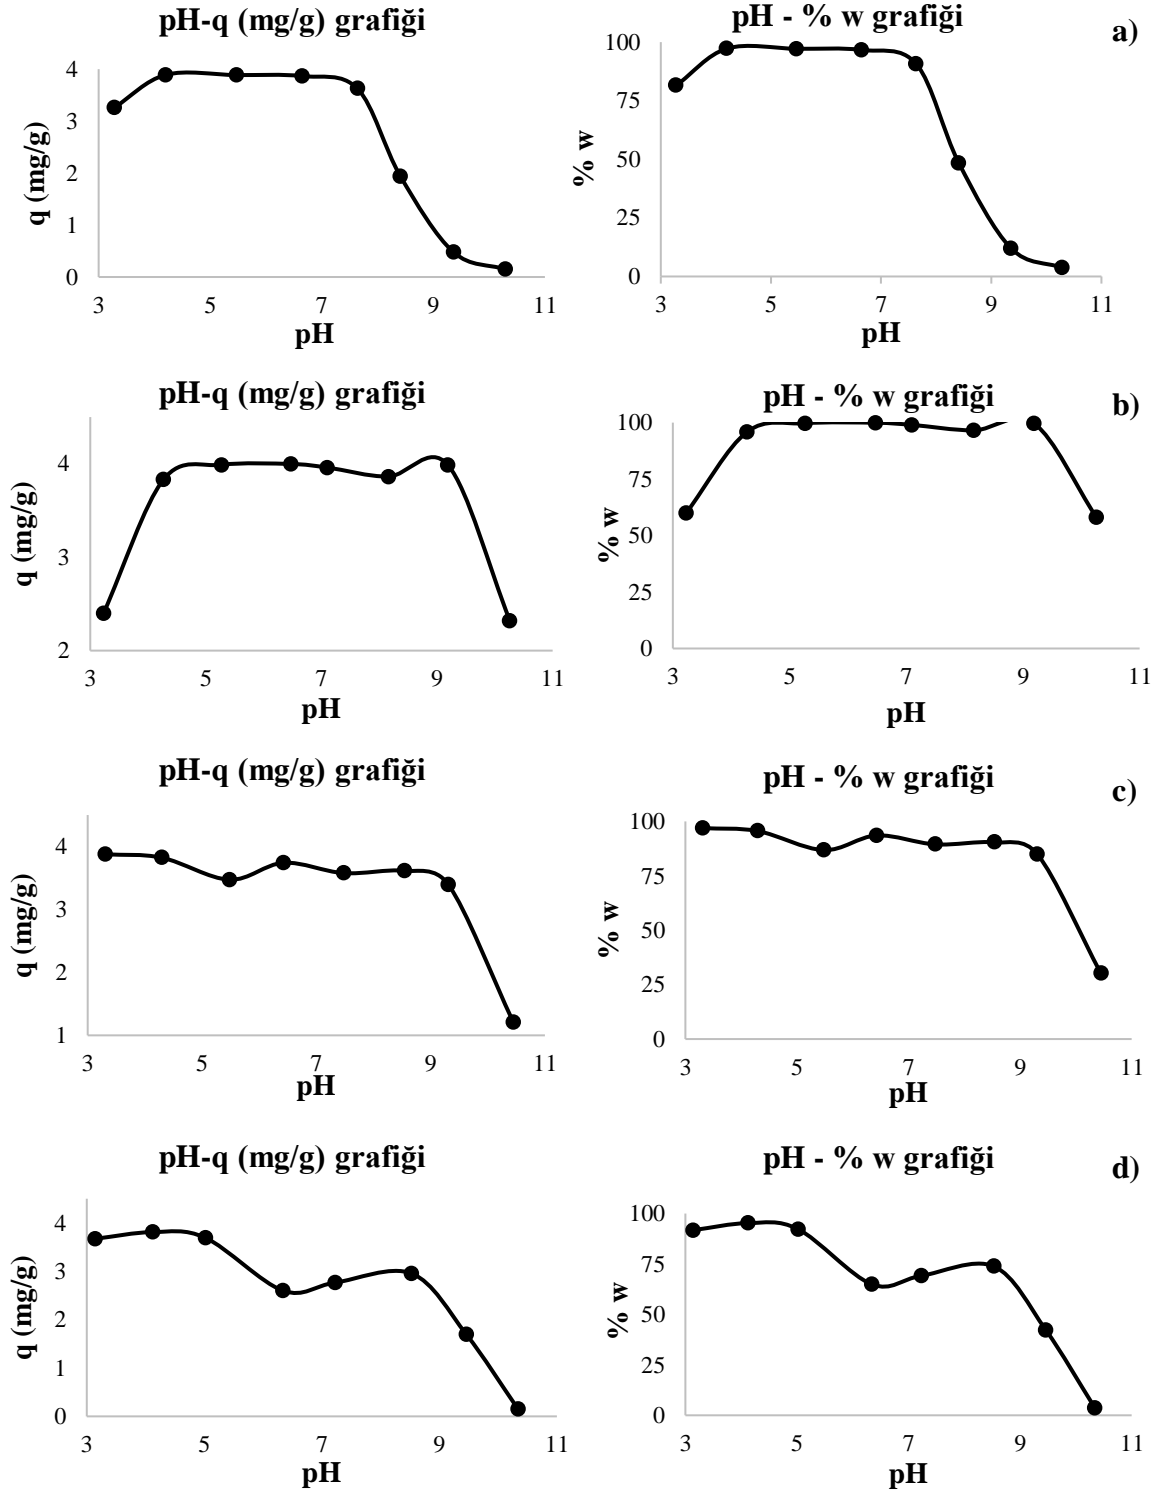 pH-q (mg/g) grafiği
4
3
2
1
0
q (mg/g)
3 5 7 9 11
pH
pH - % w grafiği
a)
100
75
50
25
0
% w
3 5 7 9 11
pH
pH-q (mg/g) grafiği
4
3
2
q (mg/g)
3 5 7 9 11
pH
pH - % w grafiği
b)
100
75
50
25
0
% w
3 5 7 9 11
pH
pH-q (mg/g) grafiği
4
3
2
1
q (mg/g)
3 5 7 9 11
pH
pH - % w grafiği
c)
100
75
50
25
0
% w
3 5 7 9 11
pH
pH-q (mg/g) grafiği
4
3
2
1
0
q (mg/g)
3 5 7 9 11
pH
pH - % w grafiği
d)
100
75
50
25
0
% w
3 5 7 9 11
pH